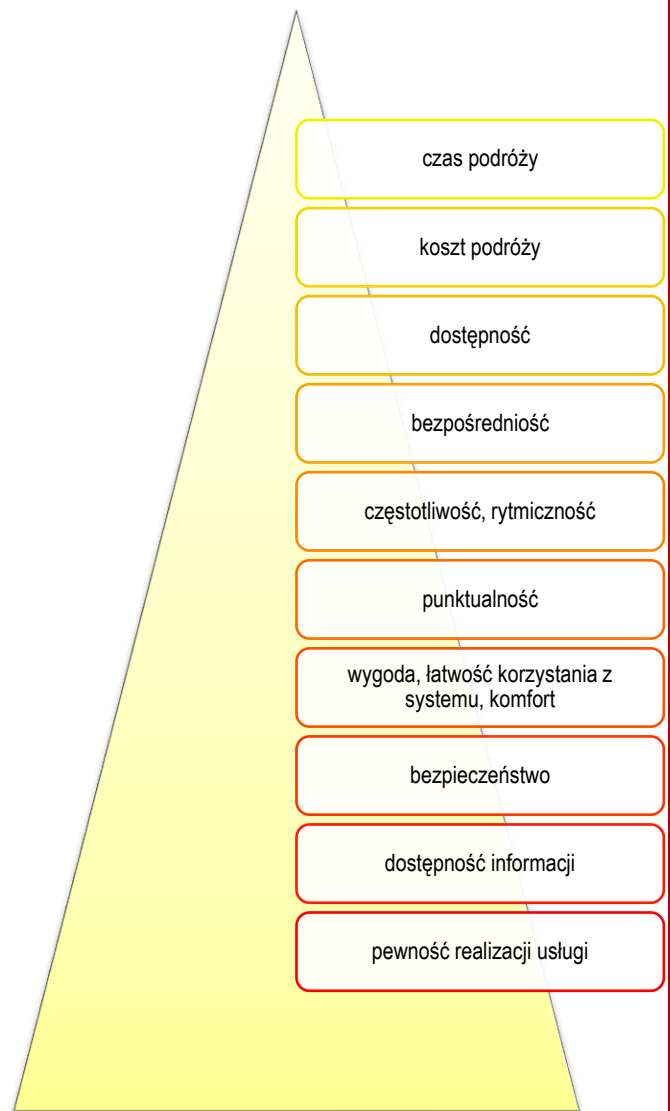 czas podróży
koszt podróży
dostępność
bezpośredniość
częstotliwość, rytmiczność
punktualność
wygoda, łatwość korzystania z
systemu, komfort
bezpieczeństwo
dostępność informacji
pewność realizacji usługi